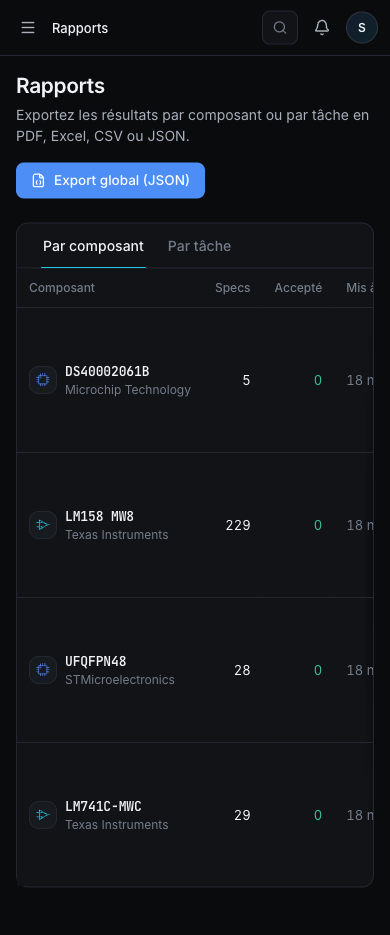 Rapports
S
Rapports
Exportez les résultats par composant ou par tâche en
PDF, Excel, CSV ou JSON.
Export global (JSON)
Par composant Par tâche
Composant Specs Accepté Mis
DS40002061B
Microchip Technology
5 0 18
LM158 MW8
Texas Instruments
229 0 18
UFQFPN48
STMicroelectronics
28 0 18
LM741C-MWC
Texas Instruments
29 0 18